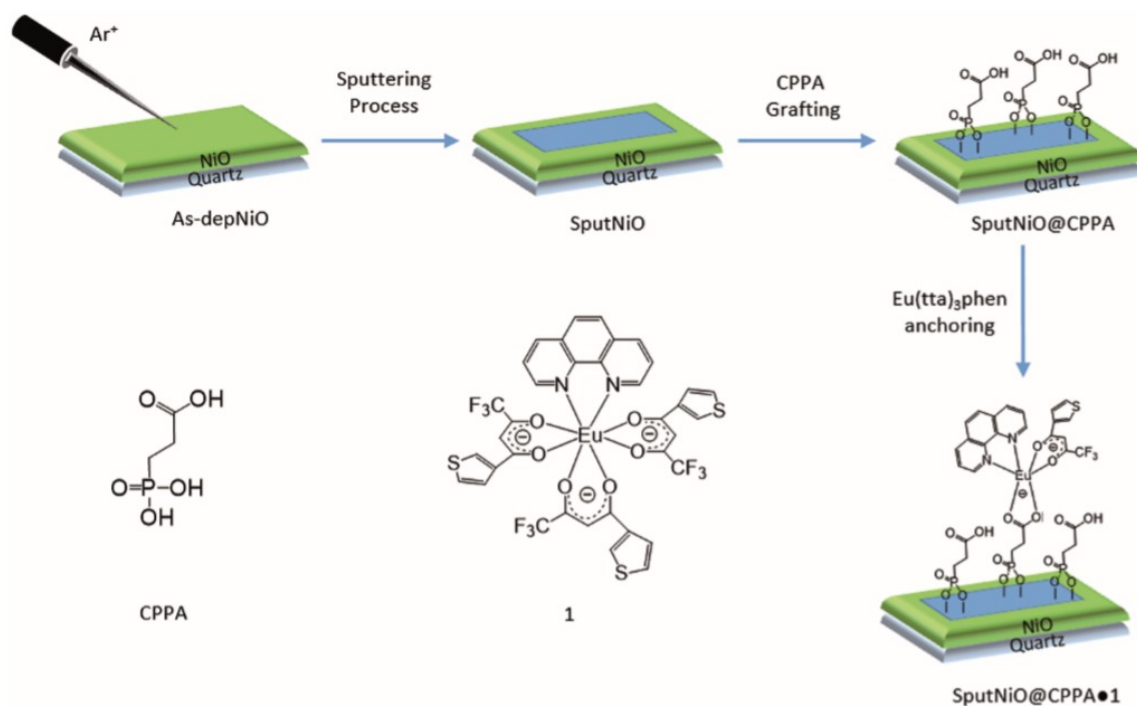 Ar⁺
Sputtering
Process
CPPA
Grafting
NiO
Quartz
As-depNiO
NiO
Quartz
SputNiO
O OH
O OH
O OH
O P O O
O P O O
O P O O
NiO
Quartz
SputNiO@CPPA
Eu(tta)₃phen
anchoring
O OH
O=P-OH
OH
CPPA
N N
F₃C O O S
Eu
S O O CF₃
O O
F₃C
S
1
S
N O
N O CF₃
Eu
⊖
O OH
O O
O OH
O P O O
O P O O
O P O O
NiO
Quartz
SputNiO@CPPA●1